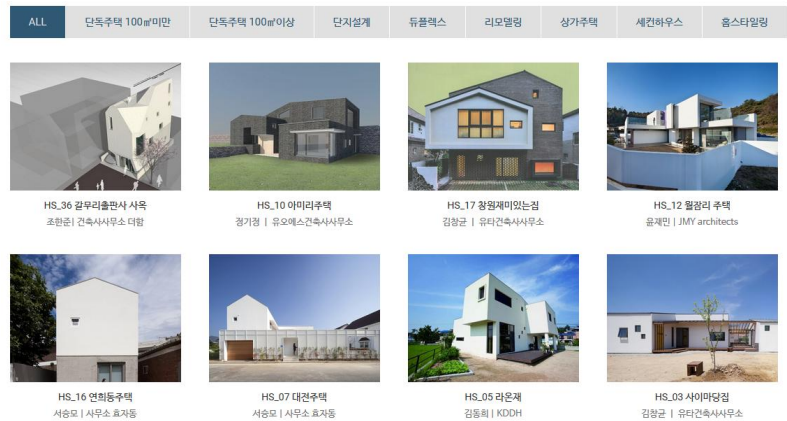 ALL 단독주택 100㎡미만 단독주택 100㎡이상 단지설계 듀플렉스 리모델링 상가주택 세컨하우스 홈스타일링
HS_36 갈무리출판사 사옥 HS_10 아미리주택 HS_17 창원재미있는집 HS_12 월잠리 주택
조한준| 건축사사무소 더함 정기정 | 유오에스건축사사무소 김창균 | 유타건축사사무소 윤재민 | JMY architects
HS_16 연희동주택 HS_07 대전주택 HS_05 라온재 HS_03 사이마당집
서승모 | 사무소 효자동 서승모 | 사무소 효자동 김동희 | KDDH 김창균 | 유타건축사사무소